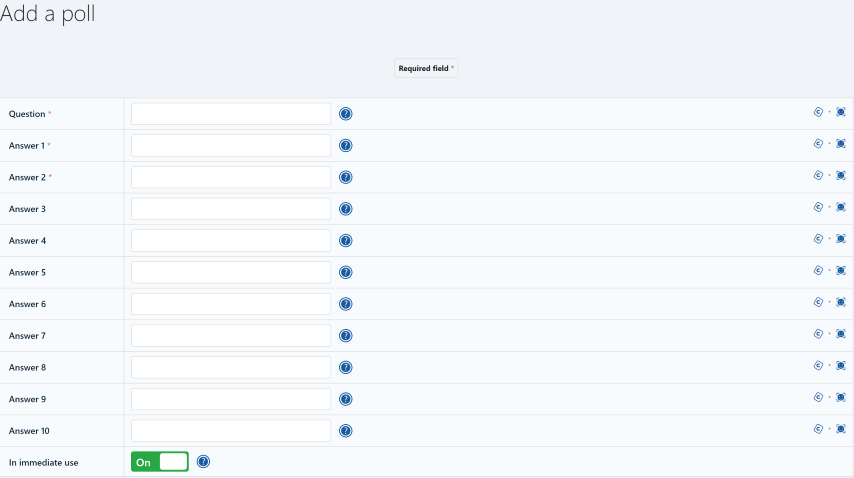 Add a poll
Required field *
Question *
Answer 1 *
Answer 2 *
Answer 3
Answer 4
Answer 5
Answer 6
Answer 7
Answer 8
Answer 9
Answer 10
In immediate use On